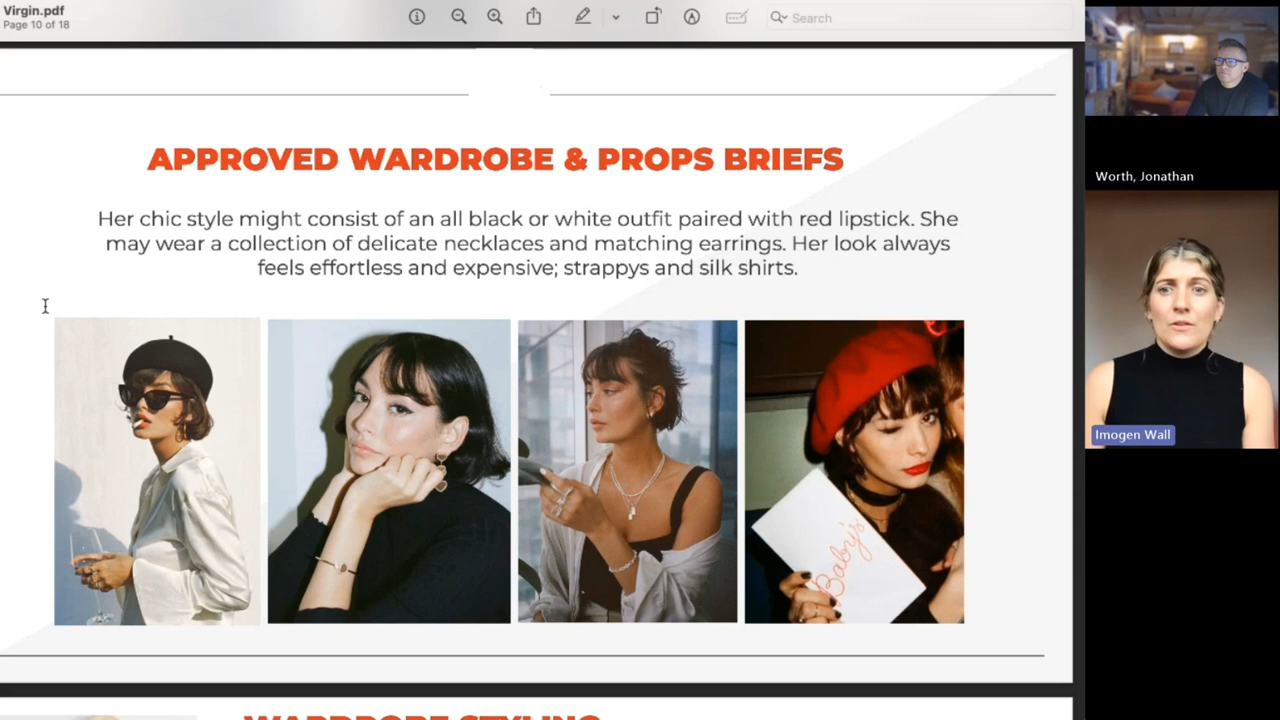 Virgin.pdf
Page 10 of 18
Search
APPROVED WARDROBE & PROPS BRIEFS
Her chic style might consist of an all black or white outfit paired with red lipstick. She
may wear a collection of delicate necklaces and matching earrings. Her look always
feels effortless and expensive; strappys and silk shirts.
Baby's
WARDROBE STYLING
Worth, Jonathan
Imogen Wall